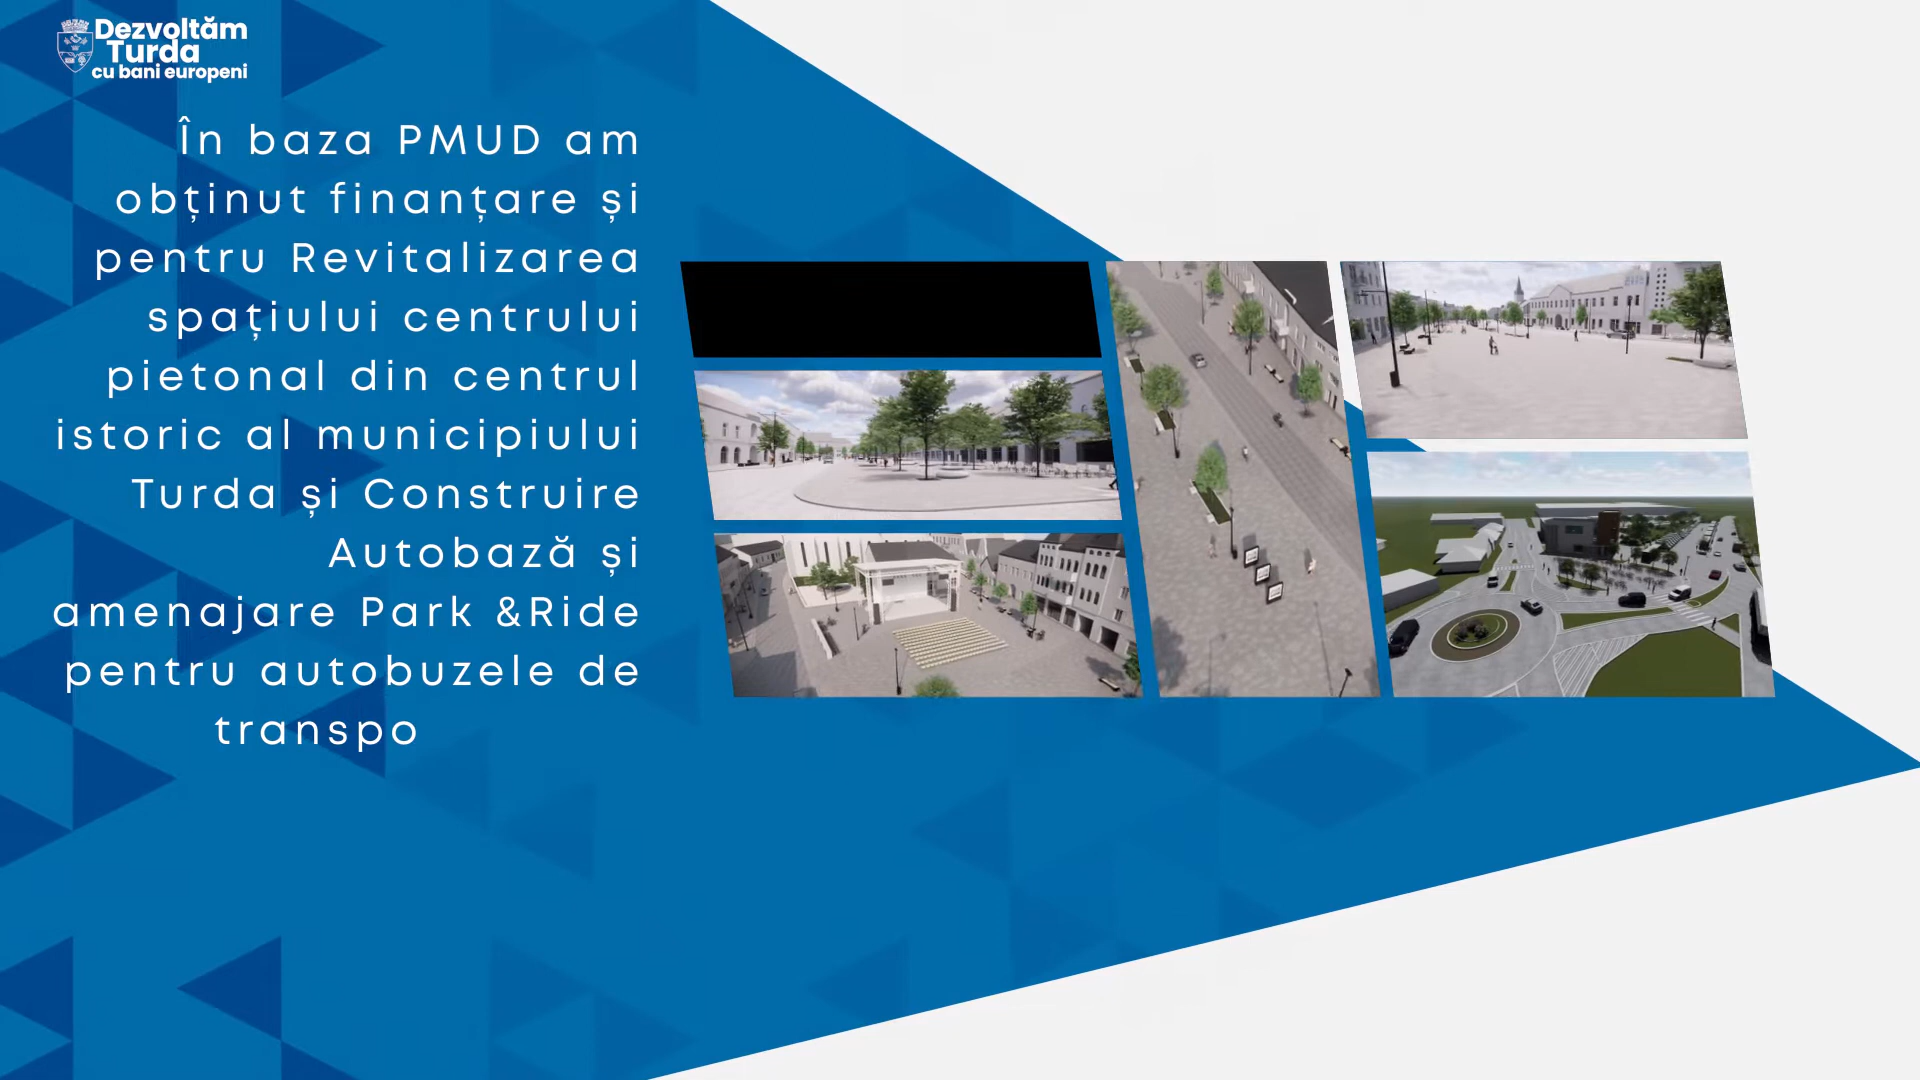 Dezvoltăm
Turda
cu bani europeni
În baza PMUD am
obținut finanțare și
pentru Revitalizarea
spațiului centrului
pietonal din centrul
istoric al municipiului
Turda și Construire
Autobază și
amenajare Park &Ride
pentru autobuzele de
transpo